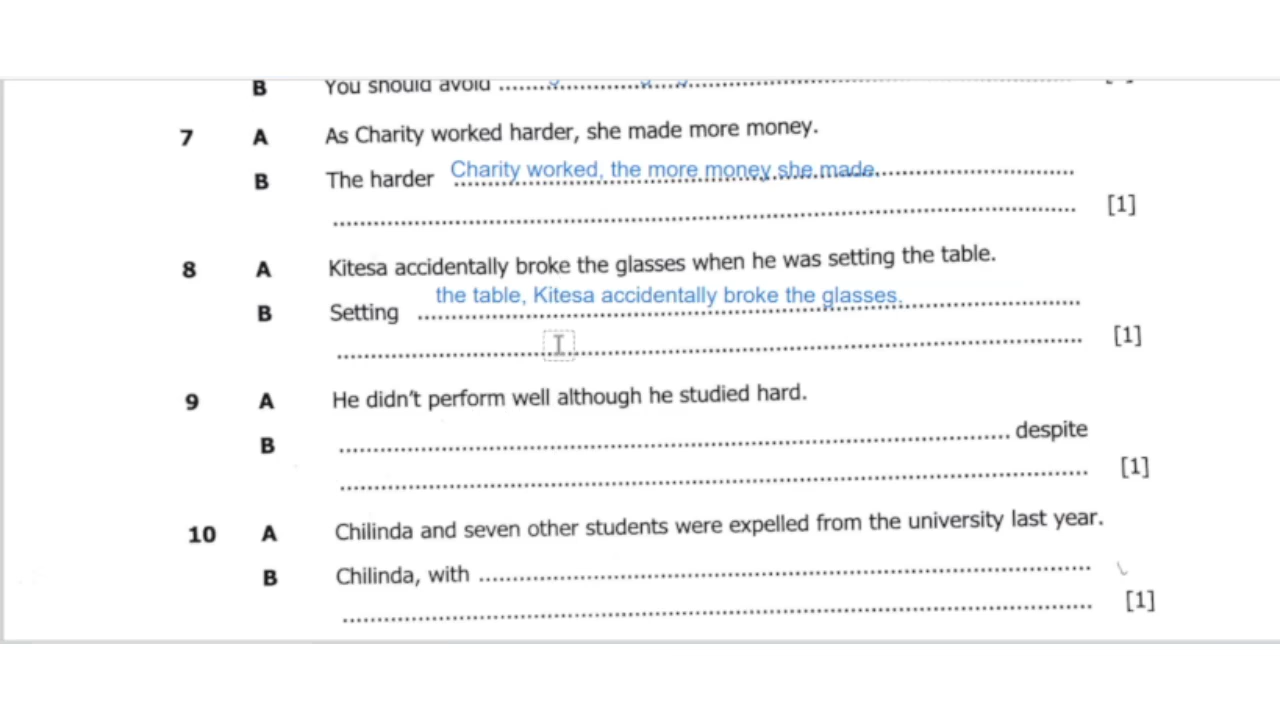 B You should avoid ........................................ [1]
7 A As Charity worked harder, she made more money.
B The harder Charity worked, the more money she made.
........................................ [1]
8 A Kitesa accidentally broke the glasses when he was setting the table.
B Setting the table, Kitesa accidentally broke the glasses.
........................................ [1]
9 A He didn't perform well although he studied hard.
B ........................................ despite
........................................ [1]
10 A Chilinda and seven other students were expelled from the university last year.
B Chilinda, with ........................................
........................................ [1]